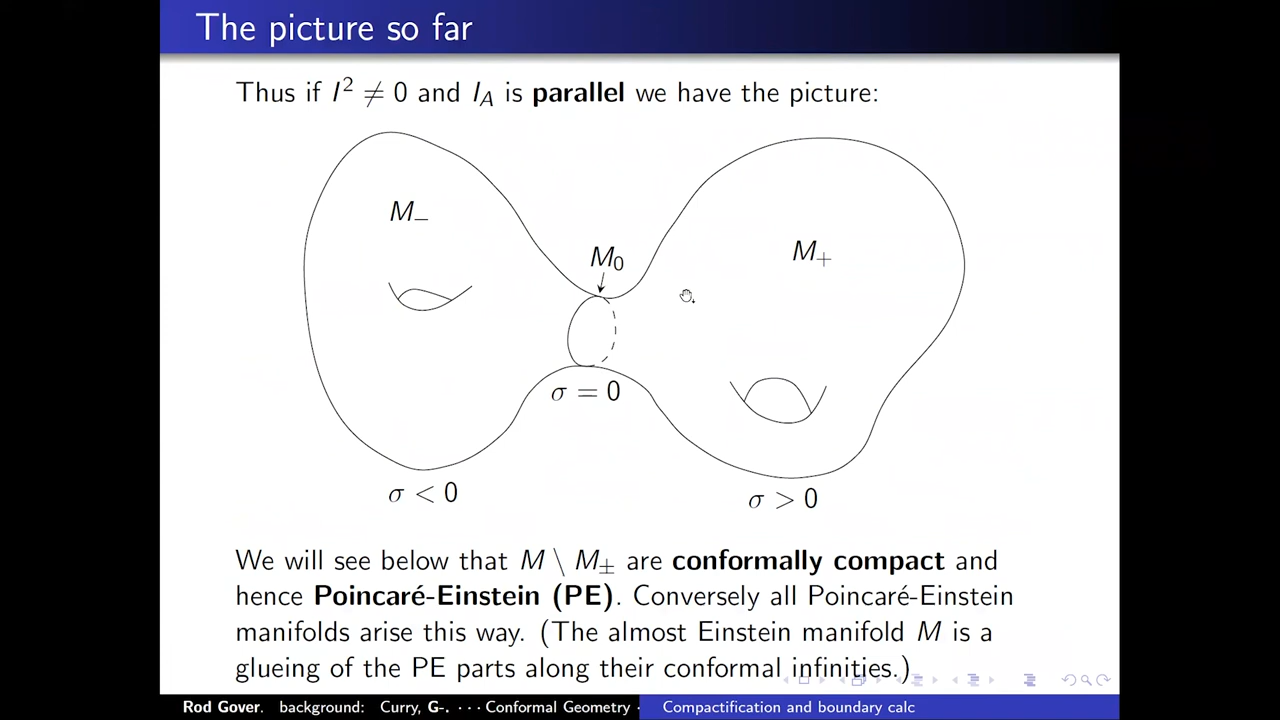 The picture so far
Thus if I² ≠ 0 and I_A is parallel we have the picture:
M₋
M₀
M₊
σ = 0
σ < 0
σ > 0
We will see below that M \ M± are conformally compact and
hence Poincaré-Einstein (PE). Conversely all Poincaré-Einstein
manifolds arise this way. (The almost Einstein manifold M is a
glueing of the PE parts along their conformal infinities.)
Rod Gover. background: Curry, G-. · · · Conformal Geometry ·
Compactification and boundary calc